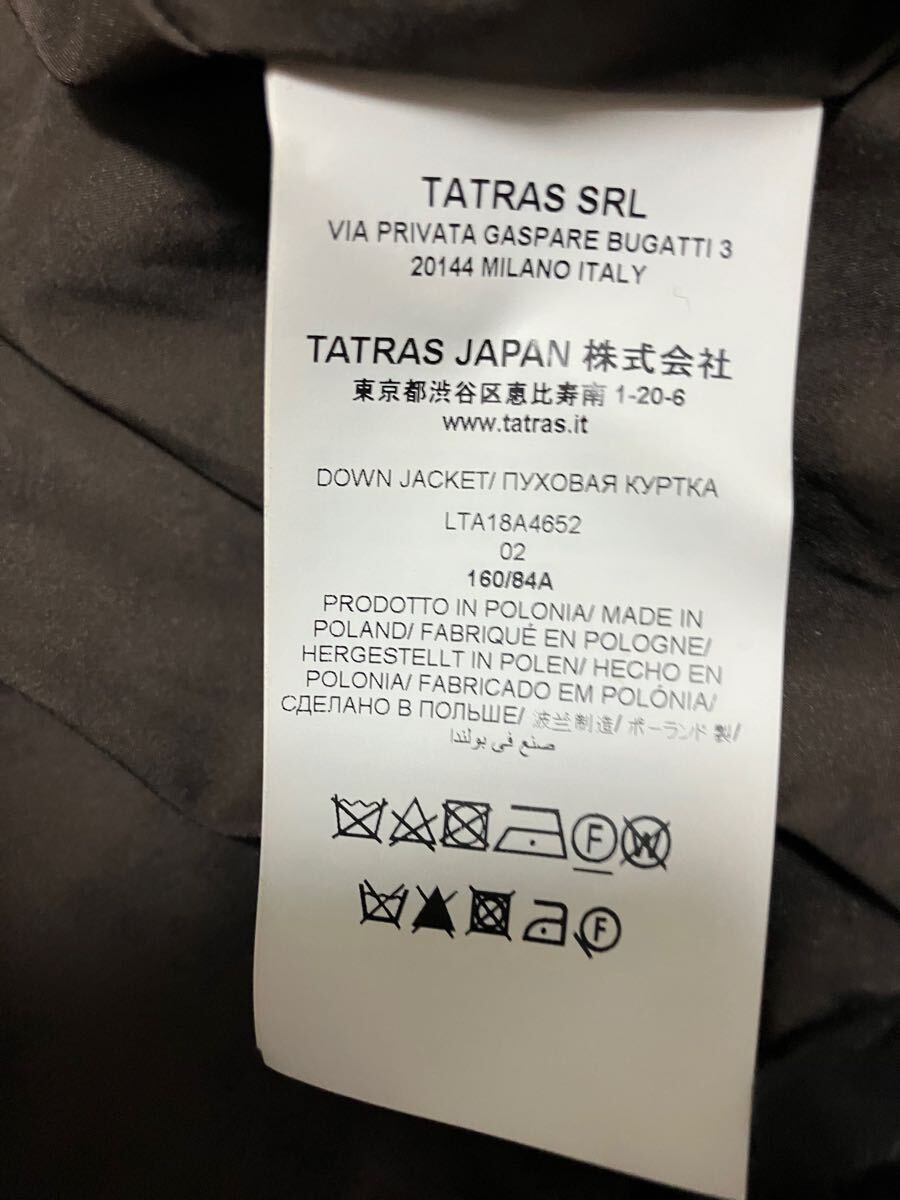 TATRAS SRL
VIA PRIVATA GASPARE BUGATTI 3
20144 MILANO ITALY
TATRAS JAPAN 株式会社
東京都渋谷区恵比寿南 1-20-6
www.tatras.it
DOWN JACKET/ ПУХОВАЯ КУРТКА
LTA18A4652
02
160/84A
PRODOTTO IN POLONIA/ MADE IN
POLAND/ FABRIQUÉ EN POLOGNE/
HERGESTELLT IN POLEN/ HECHO EN
POLONIA/ FABRICADO EM POLÓNIA/
СДЕЛАНО В ПОЛЬШЕ/ 波兰制造/ ポーランド 製/
صنع في بولندا
F W
F